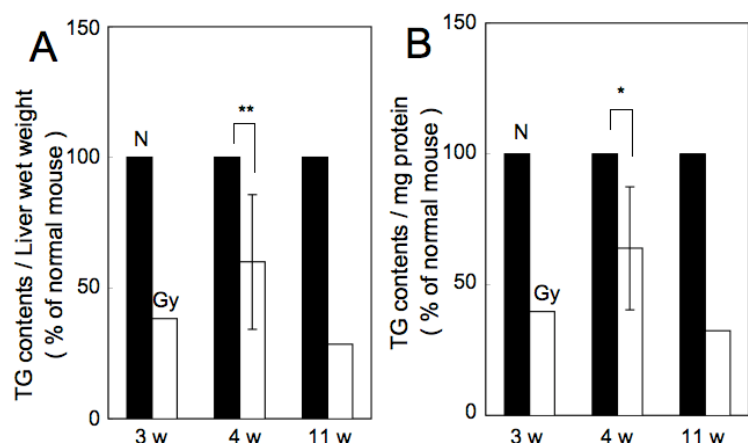 A
TG contents / Liver wet weight
( % of normal mouse )
150
100
50
0
N
Gy
**
3 w
4 w
11 w
B
TG contents / mg protein
( % of normal mouse )
150
100
50
0
N
Gy
*
3 w
4 w
11 w